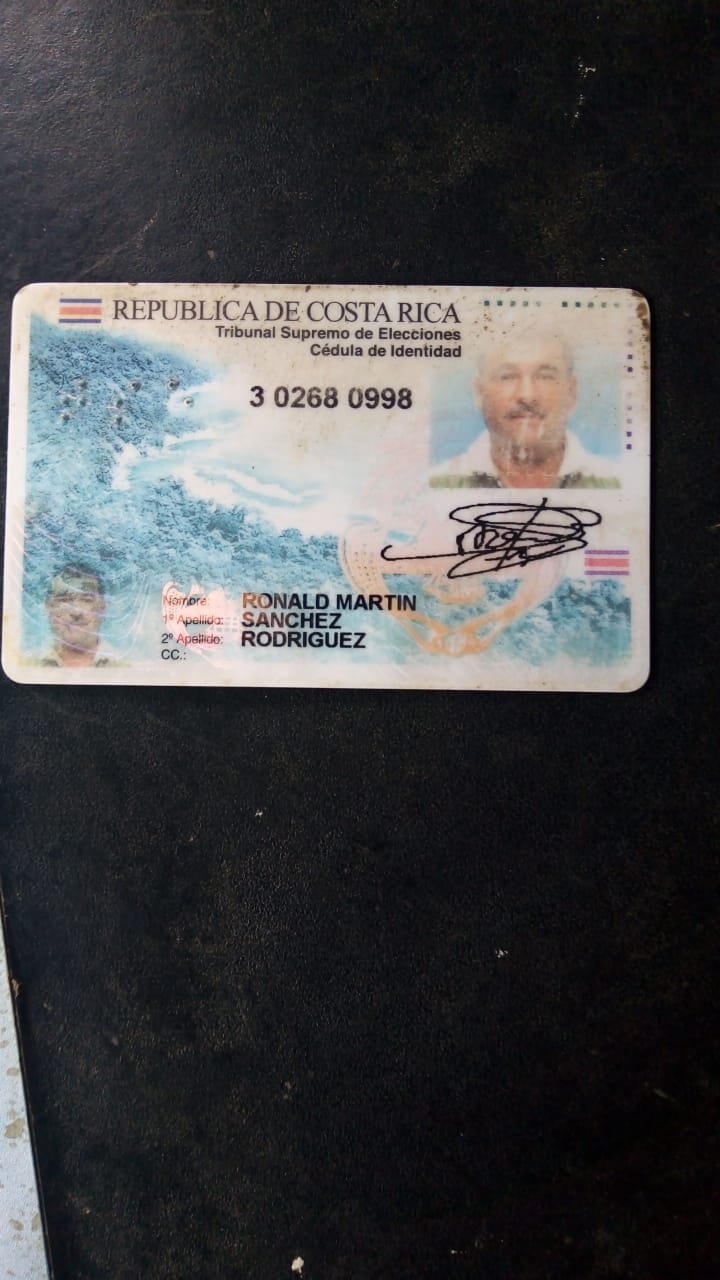 REPUBLICA DE COSTA RICA
Tribunal Supremo de Elecciones
Cédula de Identidad
3 0268 0998
Nombre: RONALD MARTIN
1º Apellido: SANCHEZ
2º Apellido: RODRIGUEZ
CC.: